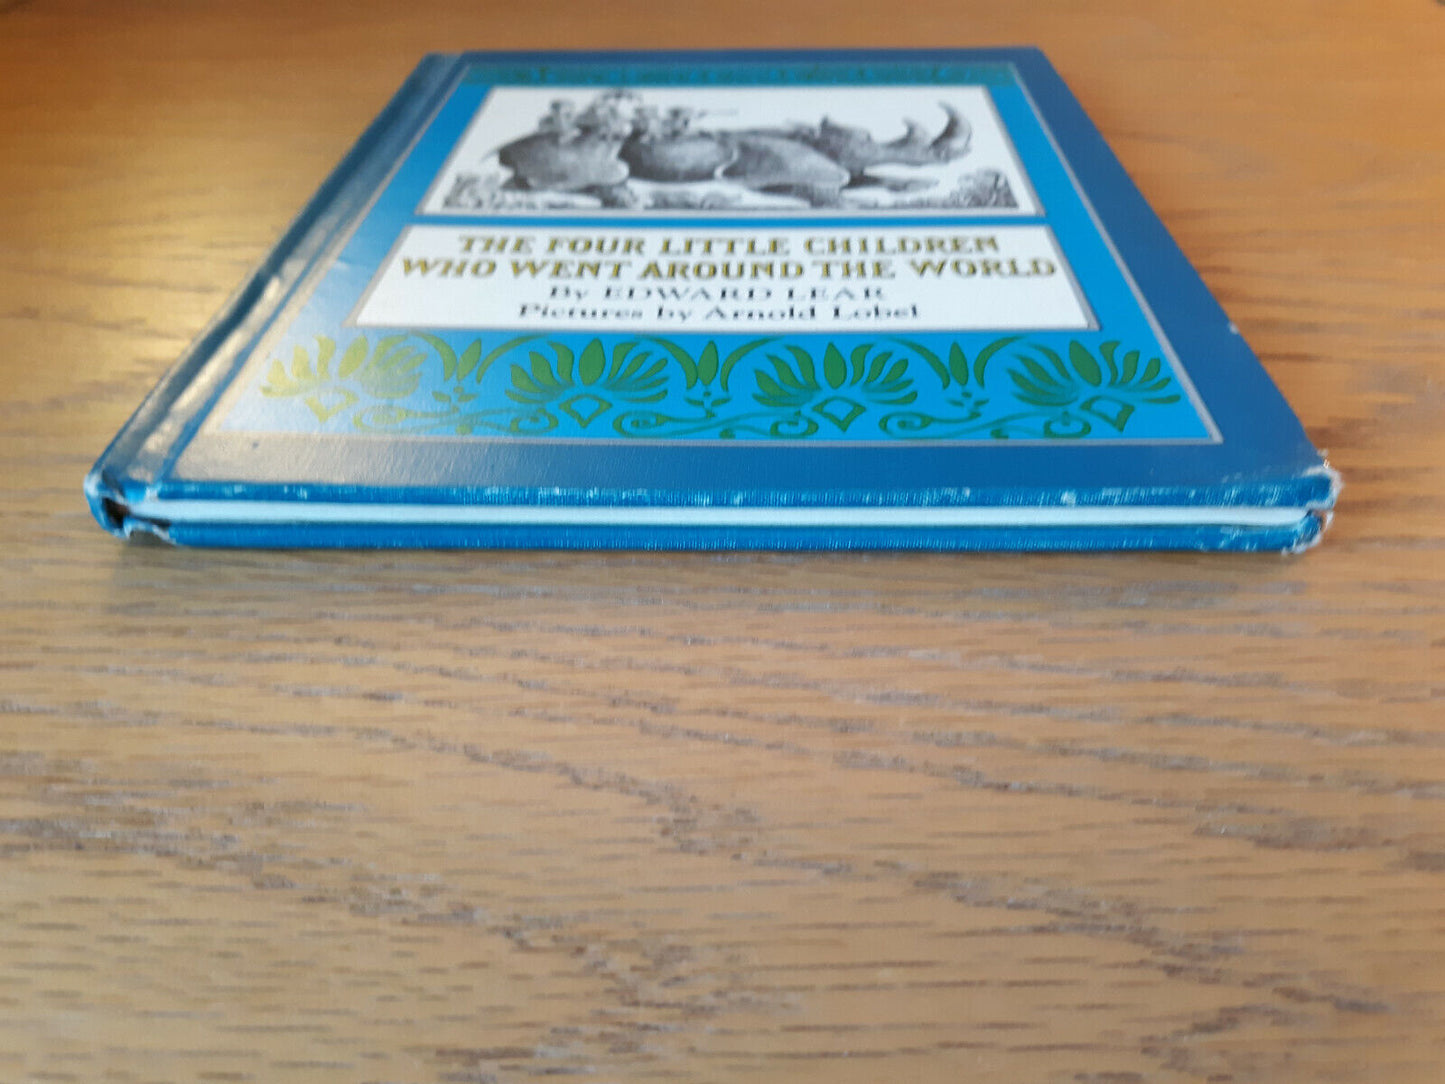 THE FOUR LITTLE CHILDREN
WHO WENT AROUND THE WORLD
By EDWARD LEAR
Pictures by Arnold Lobel